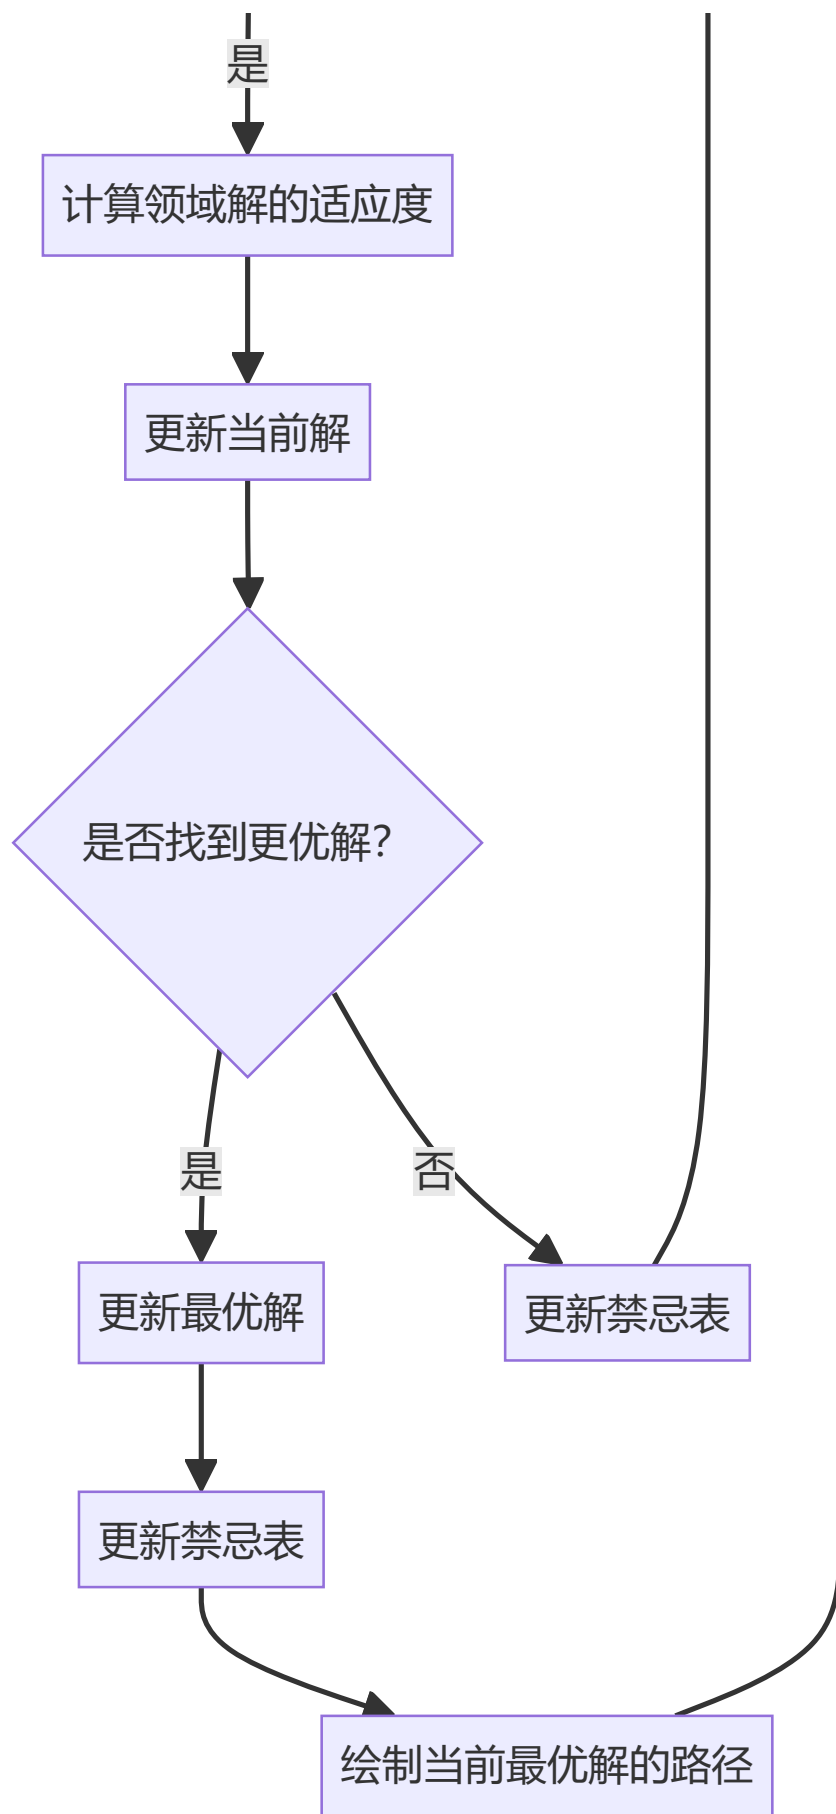 是
计算领域解的适应度
更新当前解
是否找到更优解?
是
否
更新最优解
更新禁忌表
更新禁忌表
绘制当前最优解的路径